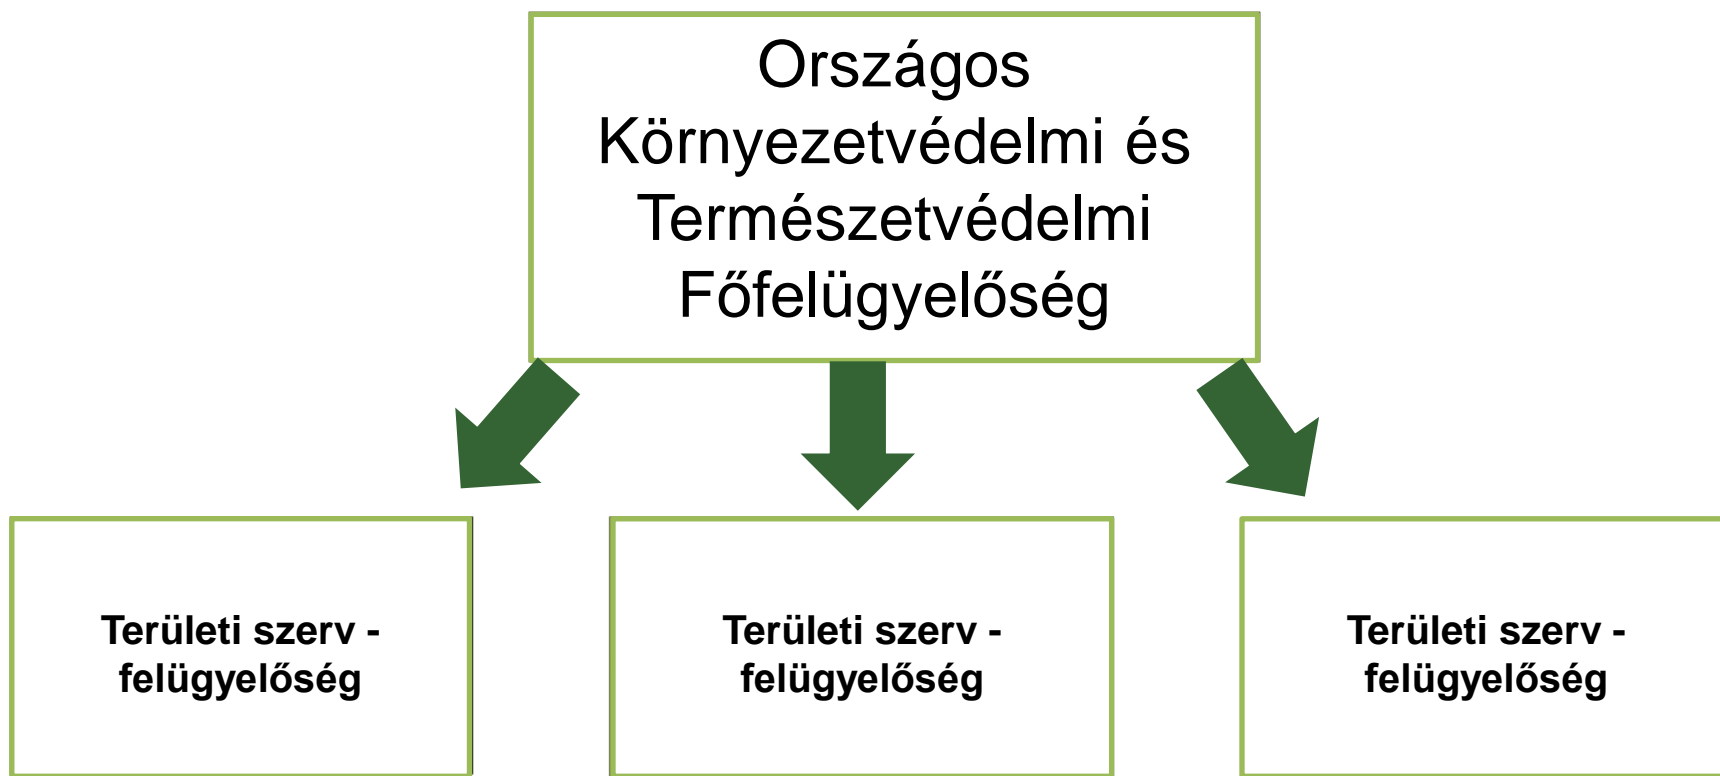 Országos
Környezetvédelmi és
Természetvédelmi
Főfelügyelőség
Területi szerv -
felügyelőség
Területi szerv -
felügyelőség
Területi szerv -
felügyelőség